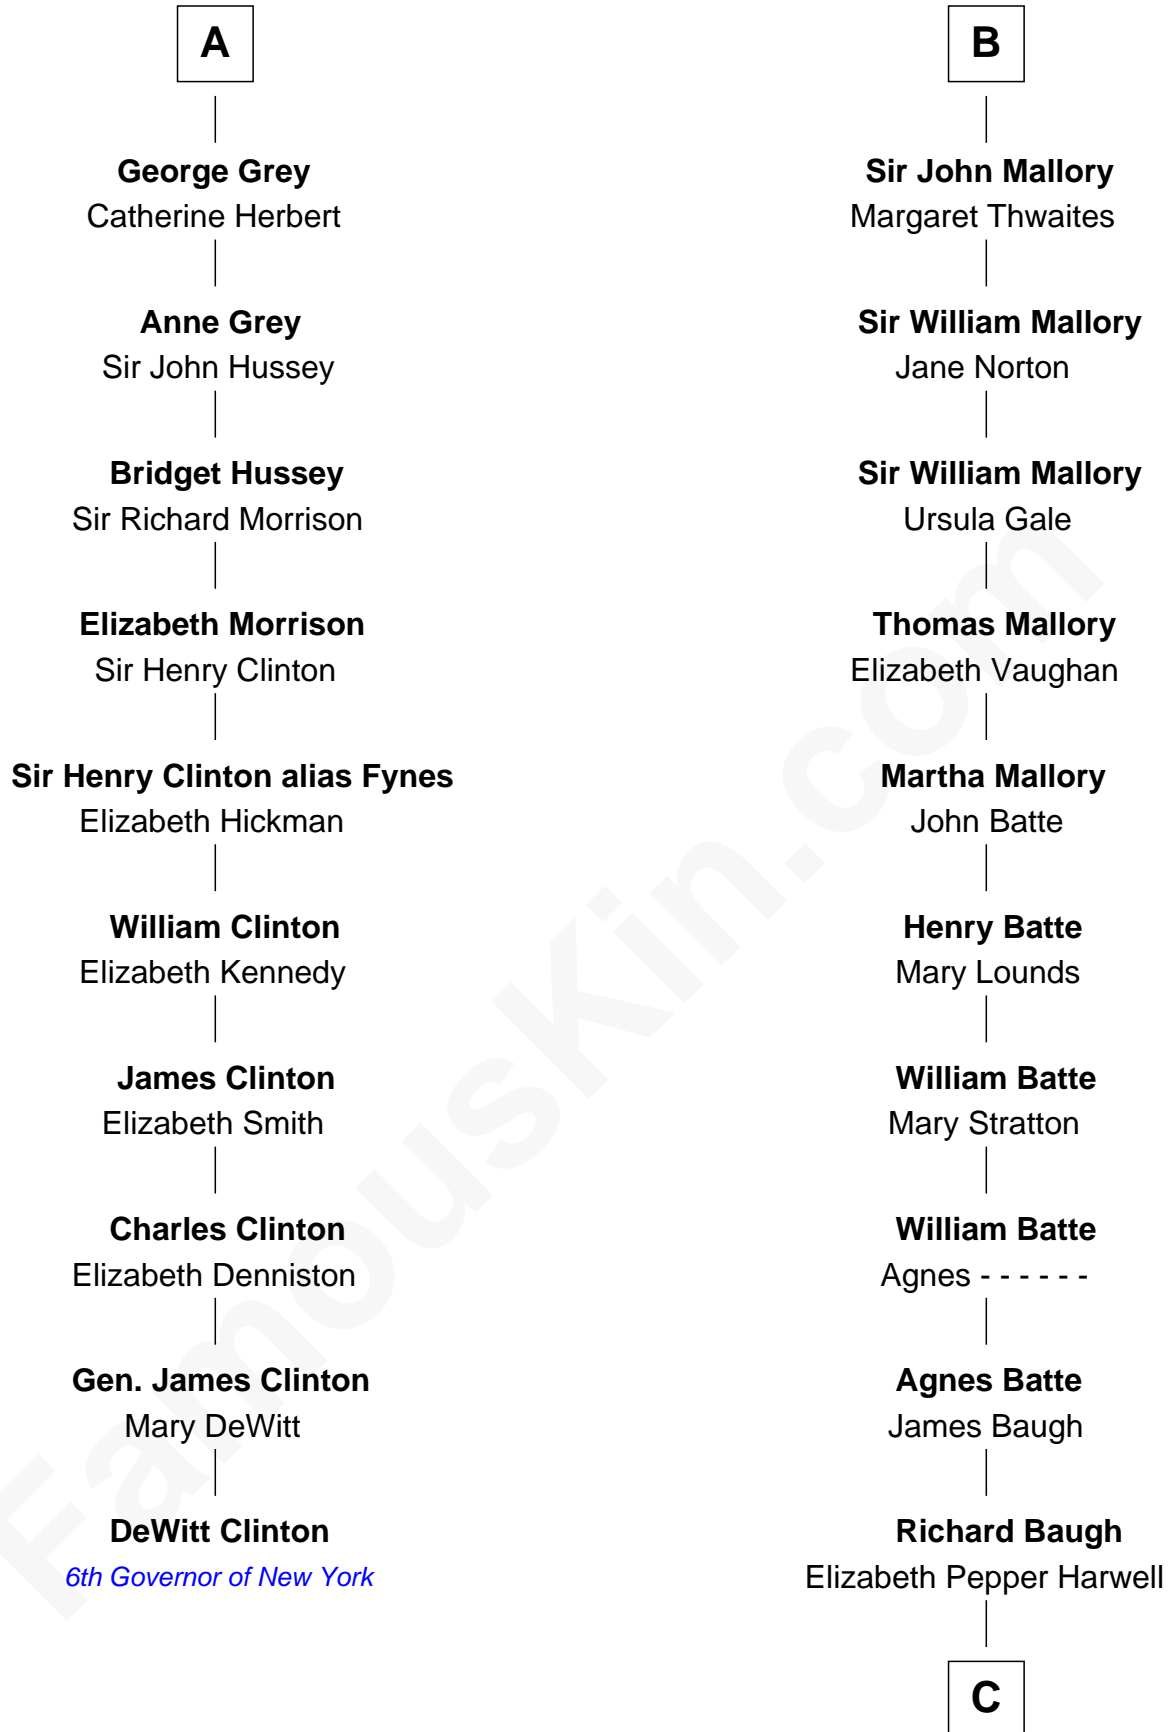 A
George Grey
Catherine Herbert
Anne Grey
Sir John Hussey
Bridget Hussey
Sir Richard Morrison
Elizabeth Morrison
Sir Henry Clinton
Sir Henry Clinton alias Fynes
Elizabeth Hickman
William Clinton
Elizabeth Kennedy
James Clinton
Elizabeth Smith
Charles Clinton
Elizabeth Denniston
Gen. James Clinton
Mary DeWitt
DeWitt Clinton
6th Governor of New York
B
Sir John Mallory
Margaret Thwaites
Sir William Mallory
Jane Norton
Sir William Mallory
Ursula Gale
Thomas Mallory
Elizabeth Vaughan
Martha Mallory
John Batte
Henry Batte
Mary Lounds
William Batte
Mary Stratton
William Batte
Agnes - - - - - -
Agnes Batte
James Baugh
Richard Baugh
Elizabeth Pepper Harwell
C
FamousKin.com